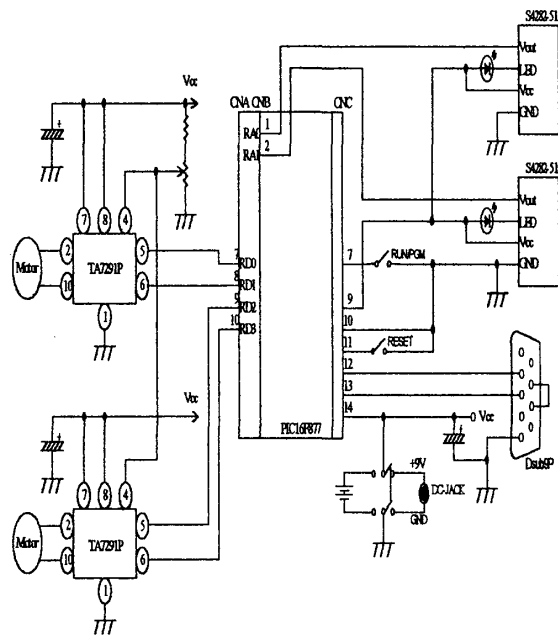 S4282-51
Vout
LED
Vcc
GND
Vcc
CNA CNB
CNC
1
RA0
2
RA1
S4282-51
Vout
LED
Vcc
GND
7
8
4
2
5
Motor
TA7291P
10
6
1
7
RD0
8
RD1
9
RD2
10
RD3
7
RUN/PGM
9
10
11
RESET
12
13
14
Vcc
PIC16F877
Dsub9P
Vcc
+
7
8
4
2
5
Motor
TA7291P
10
6
1
+9V
DC-JACK
GND